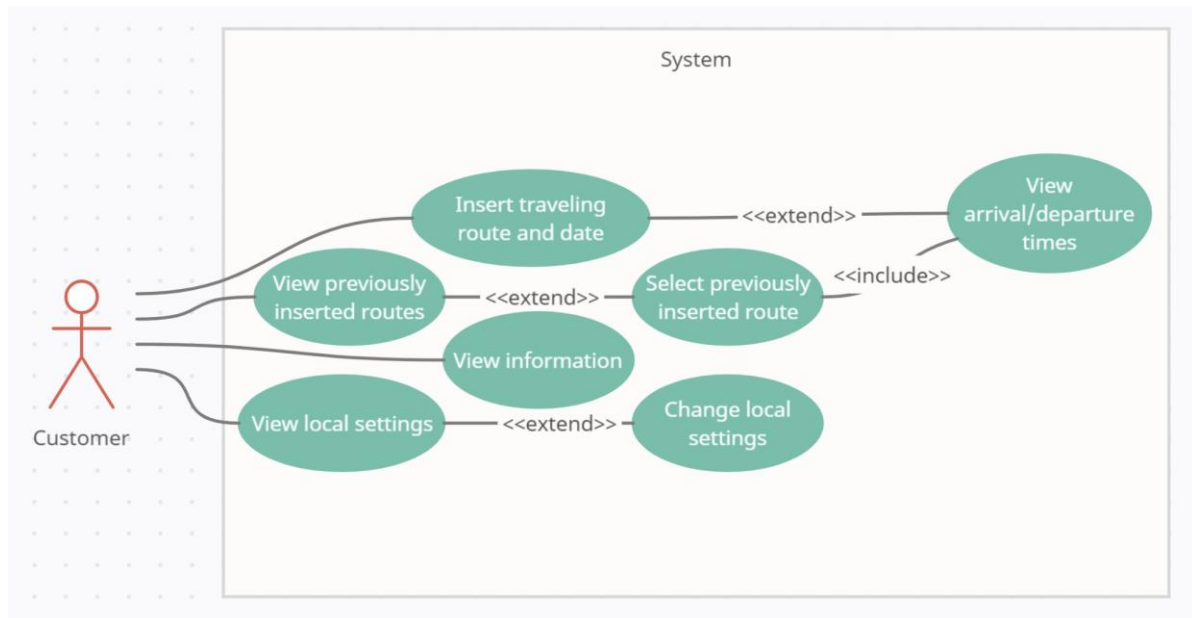 System
View
arrival/departure
times
Insert traveling
route and date
<<extend>>
<<include>>
View previously
inserted routes
<<extend>>
Select previously
inserted route
View information
View local settings
<<extend>>
Change local
settings
Customer